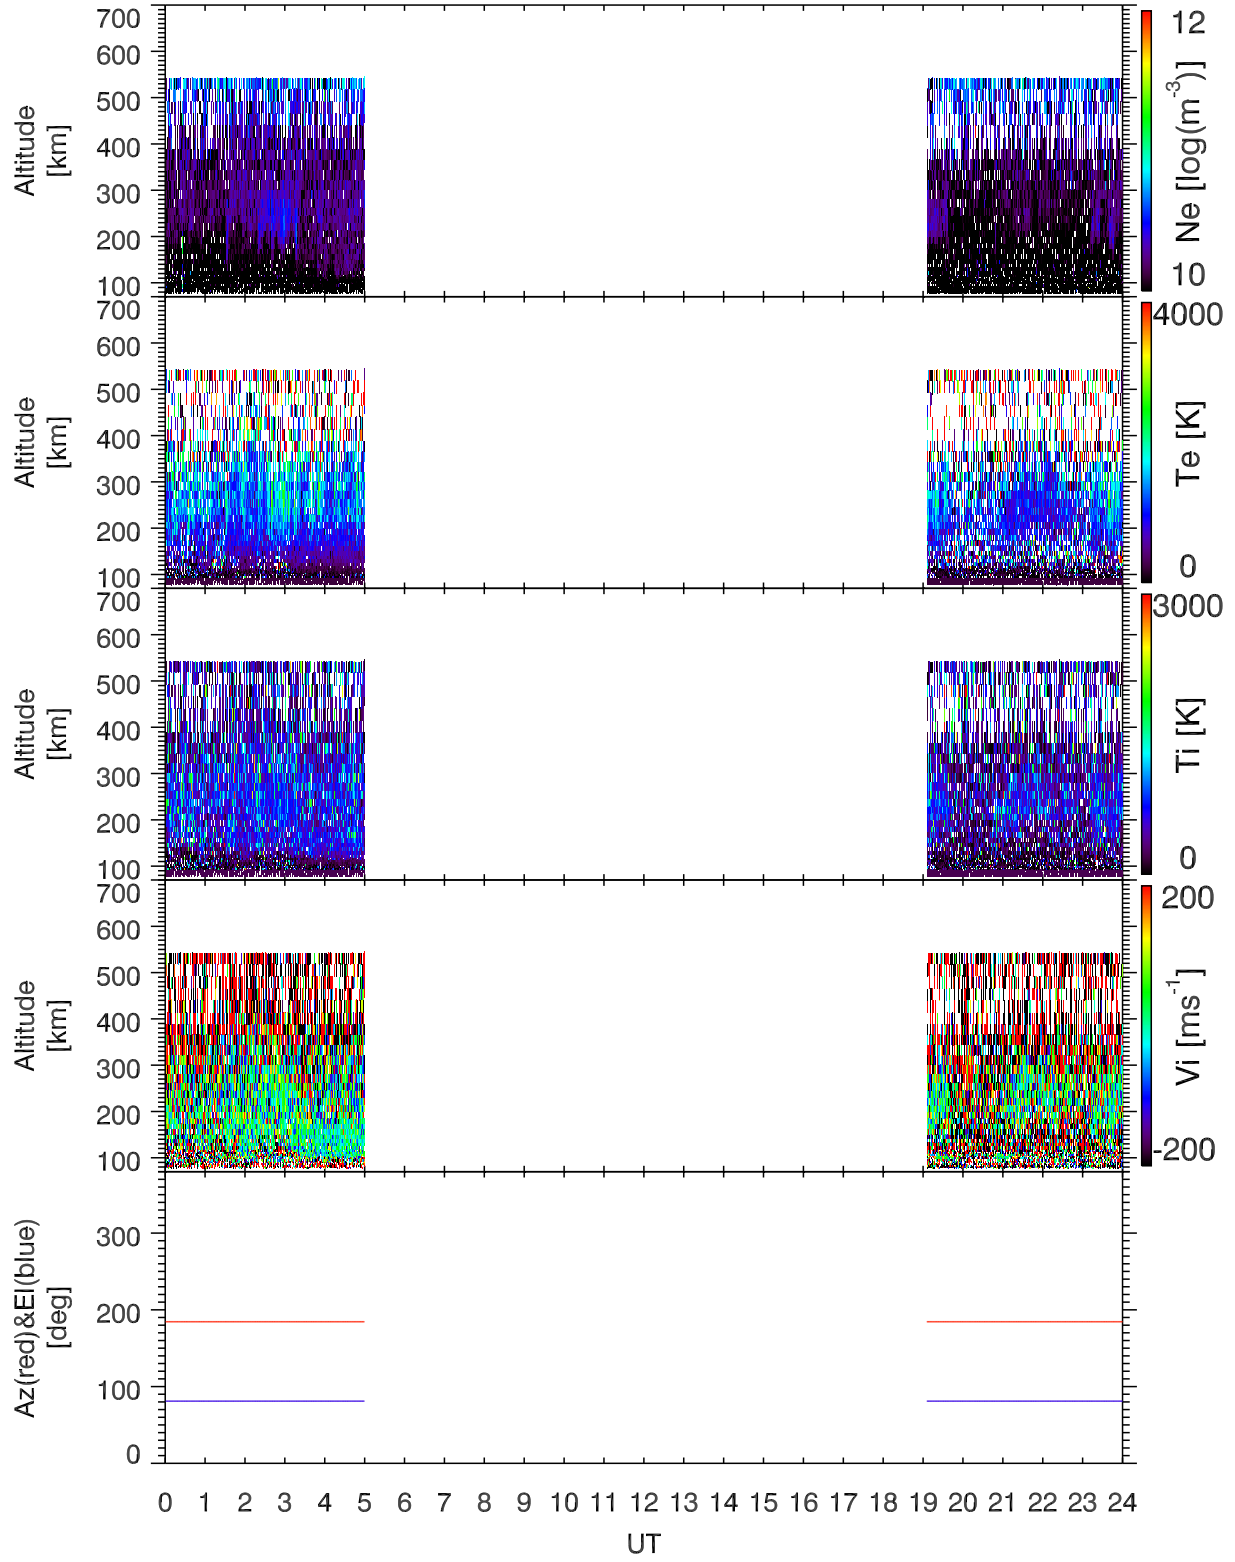 700
600
500
400
300
200
100
Altitude
[km]
12
10
Ne [log(m⁻³)]
700
600
500
400
300
200
100
Altitude
[km]
4000
0
Te [K]
700
600
500
400
300
200
100
Altitude
[km]
3000
0
Ti [K]
700
600
500
400
300
200
100
Altitude
[km]
200
-200
Vi [ms⁻¹]
300
200
100
0
Az(red)&El(blue)
[deg]
0 1 2 3 4 5 6 7 8 9 10 11 12 13 14 15 16 17 18 19 20 21 22 23 24
UT